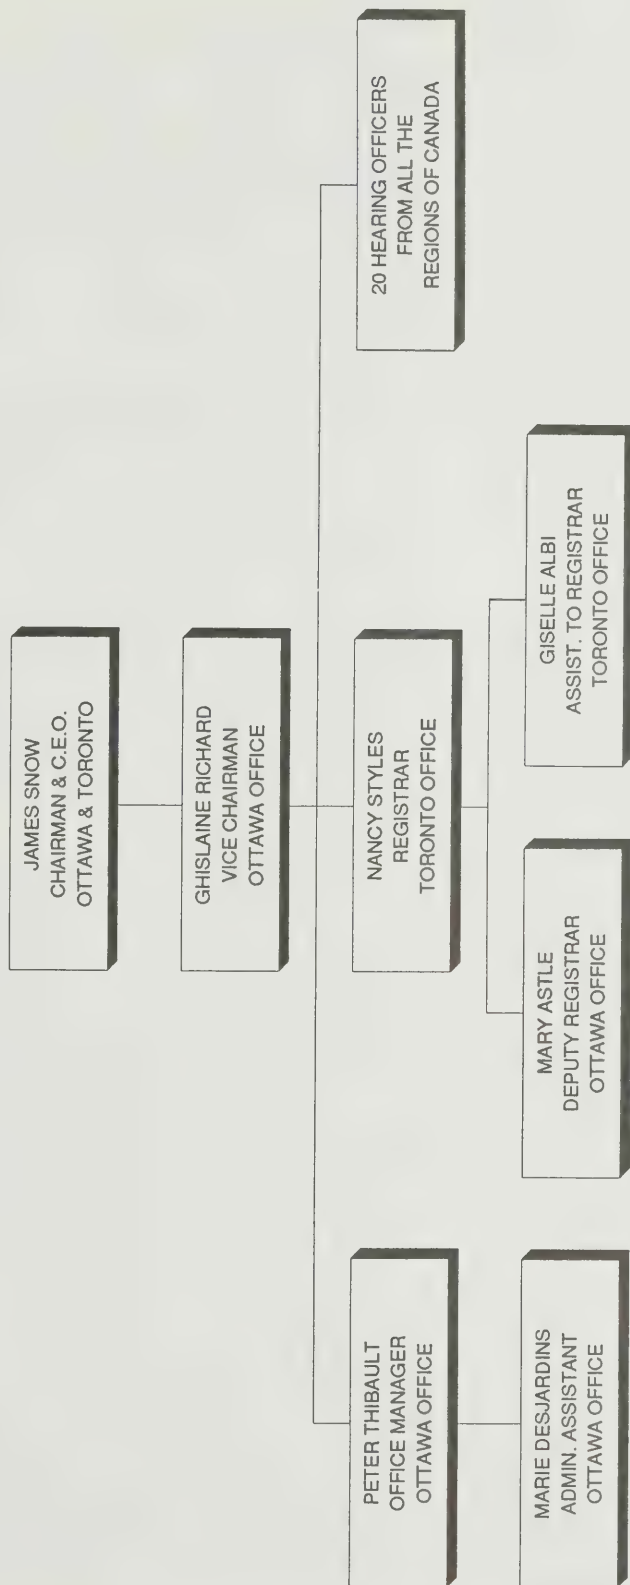 JAMES SNOW
CHAIRMAN & C.E.O.
OTTAWA & TORONTO
GHISLAINE RICHARD
VICE CHAIRMAN
OTTAWA OFFICE
PETER THIBAULT
OFFICE MANAGER
OTTAWA OFFICE
NANCY STYLES
REGISTRAR
TORONTO OFFICE
20 HEARING OFFICERS
FROM ALL THE
REGIONS OF CANADA
MARIE DESJARDINS
ADMIN. ASSISTANT
OTTAWA OFFICE
MARY ASTLE
DEPUTY REGISTRAR
OTTAWA OFFICE
GISELLE ALBI
ASSIST. TO REGISTRAR
TORONTO OFFICE